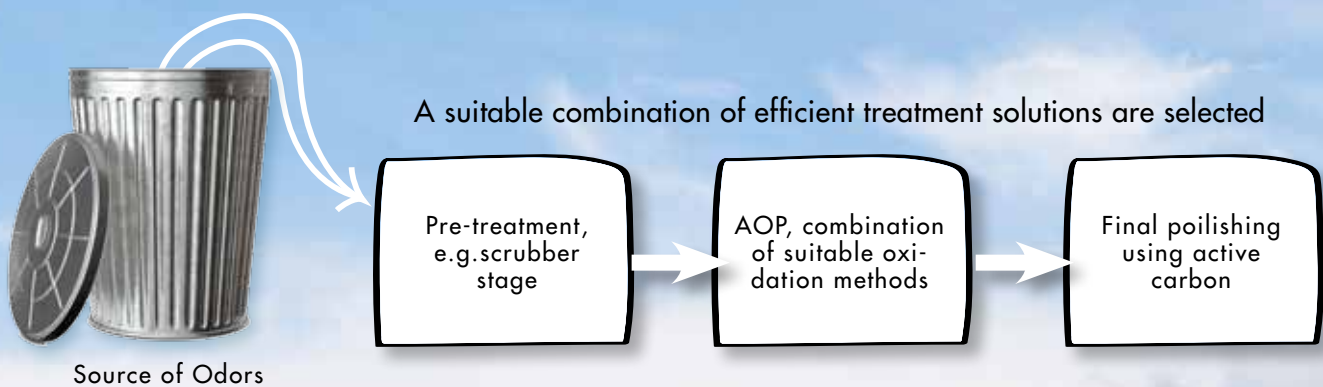 A suitable combination of efficient treatment solutions are selected
Pre-treatment,
e.g.scrubber
stage
AOP, combination
of suitable oxi-
dation methods
Final poilishing
using active
carbon
Source of Odors